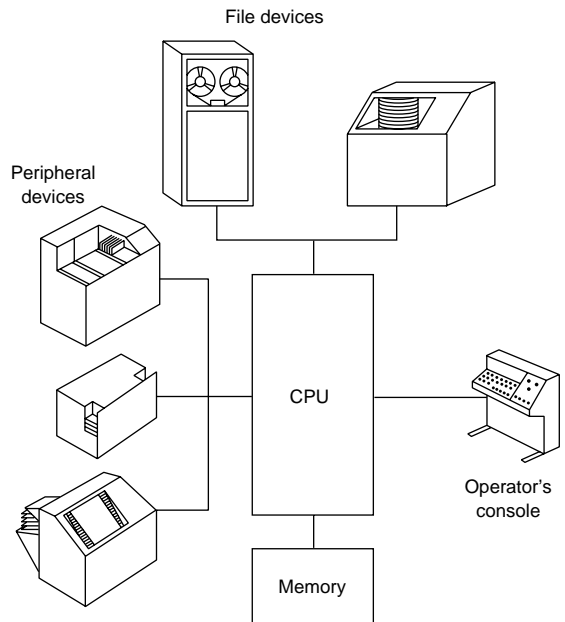 File devices
Peripheral
devices
CPU
Operator's
console
Memory